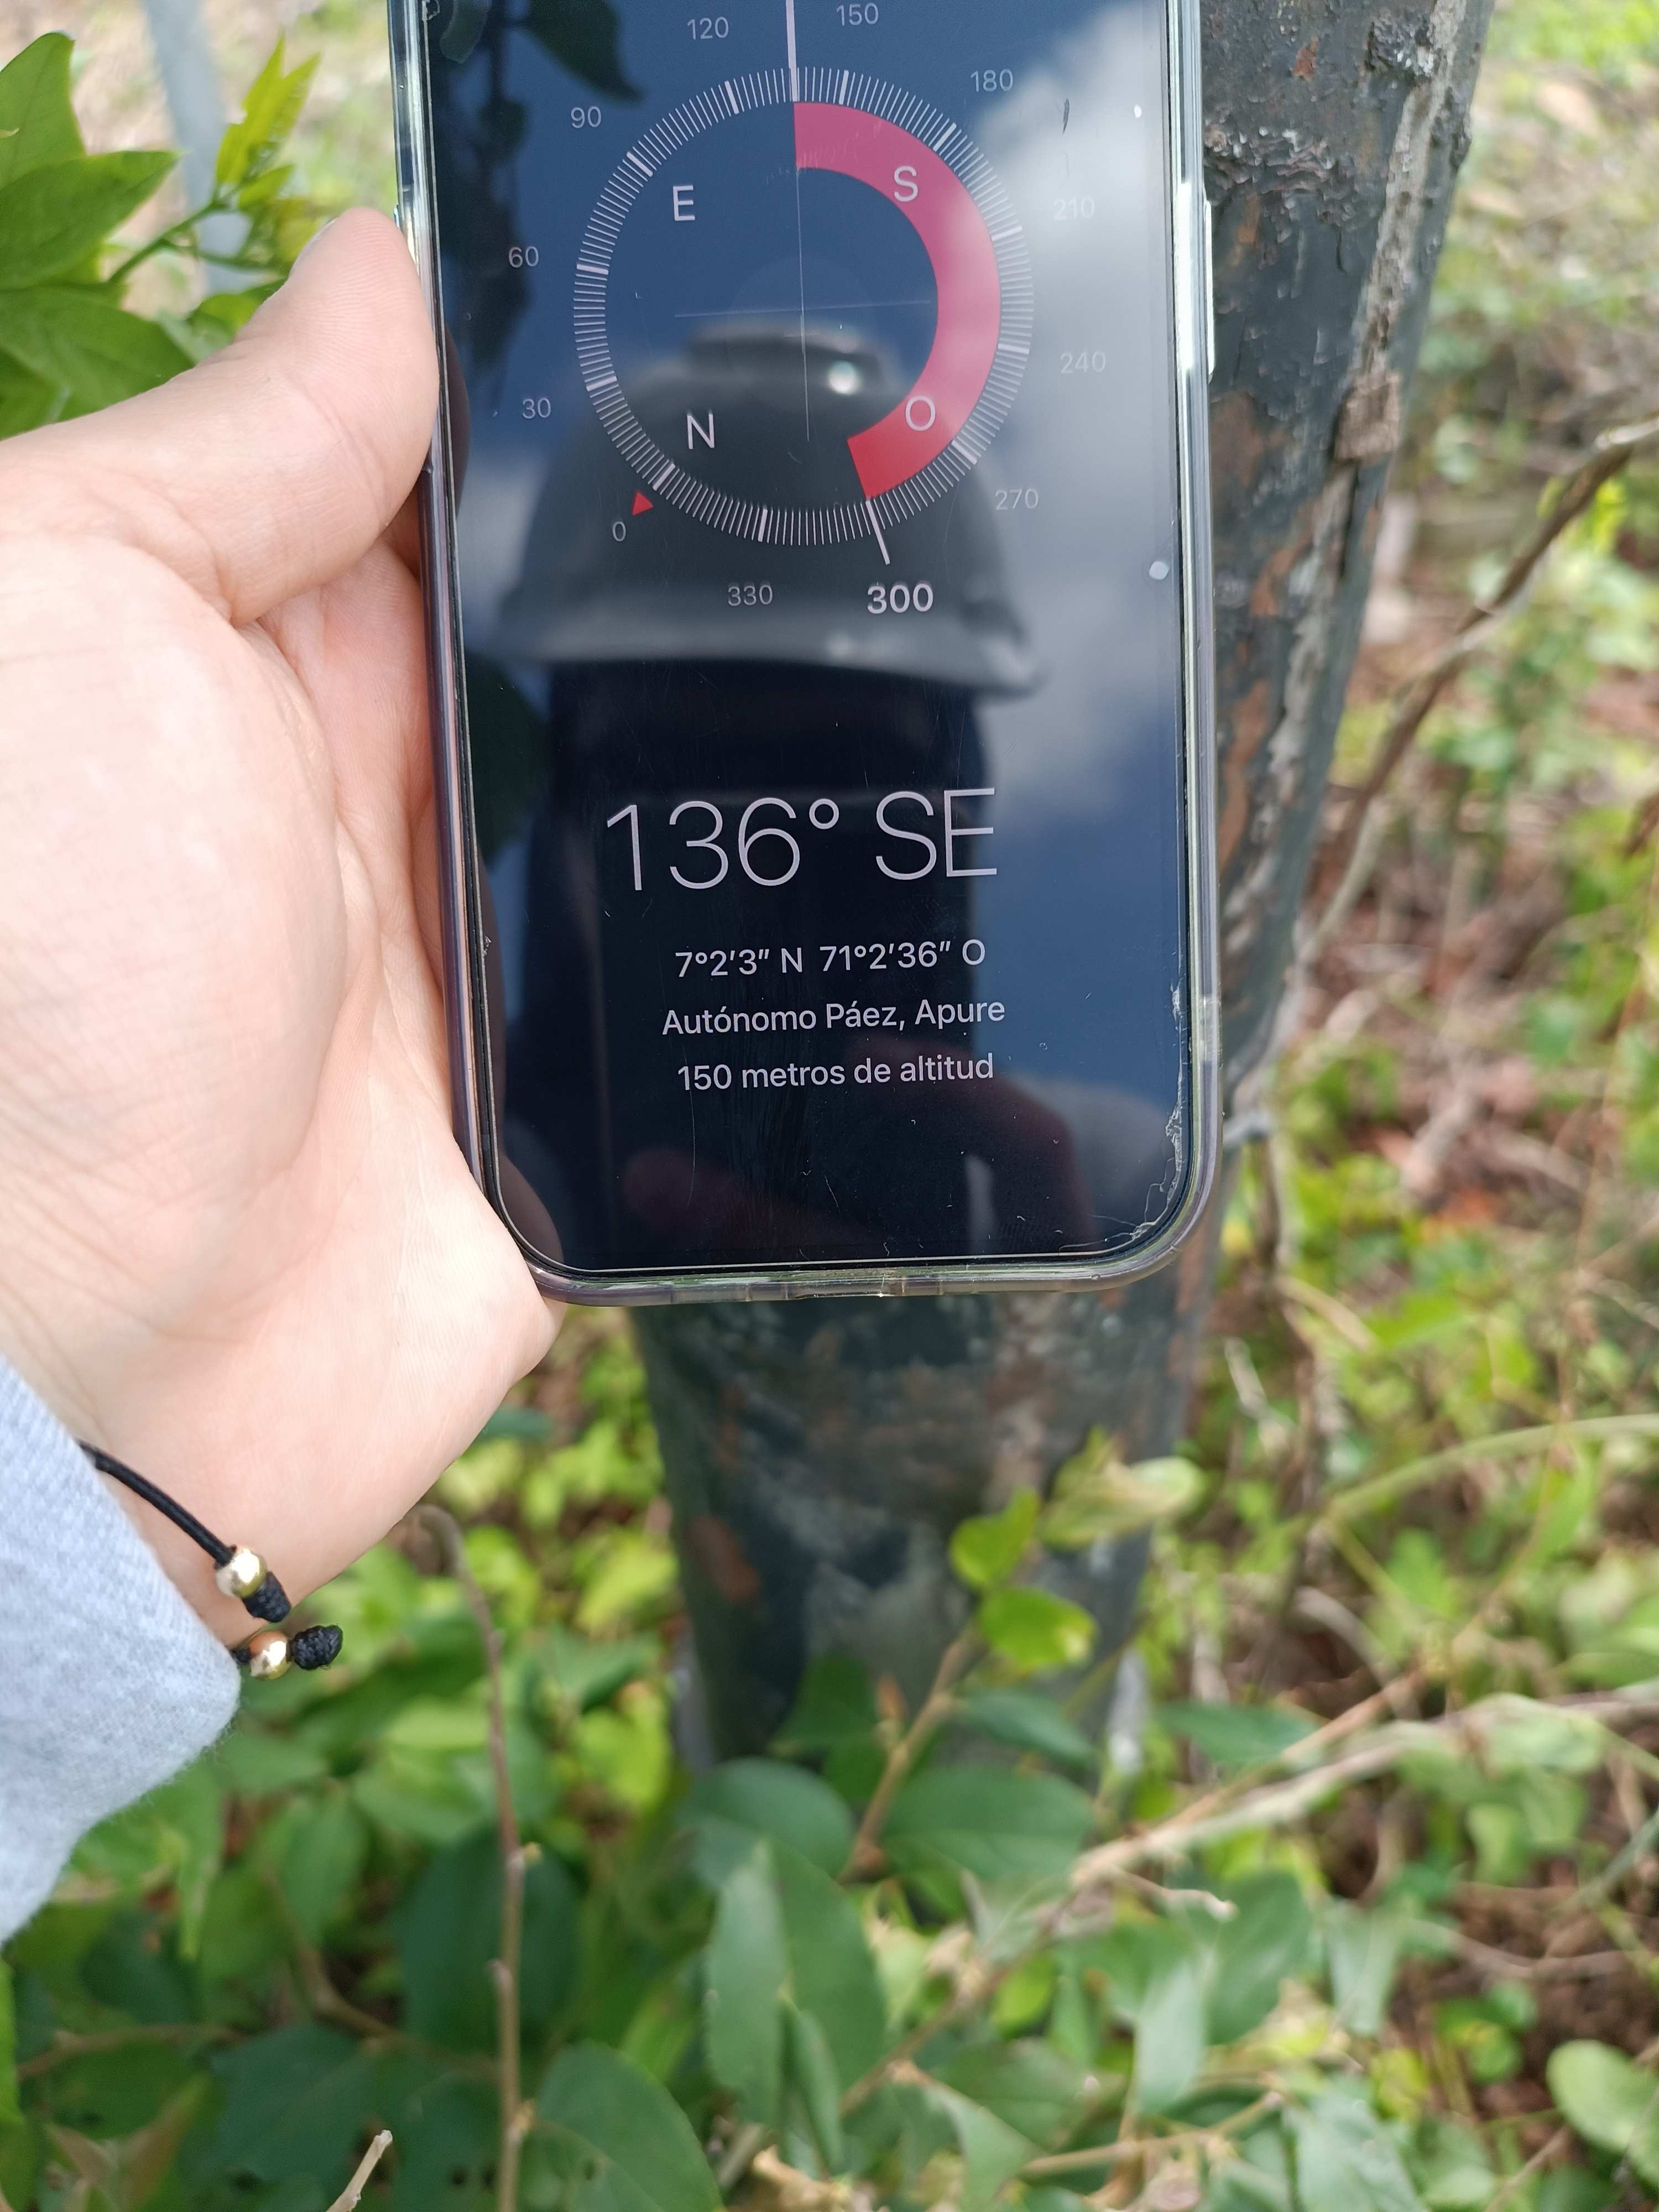 120
150
90
180
E
S
60
210
30
240
N
O
0
270
330
300
136° SE
7°2'3" N 71°2'36" O
Autónomo Páez, Apure
150 metros de altitud